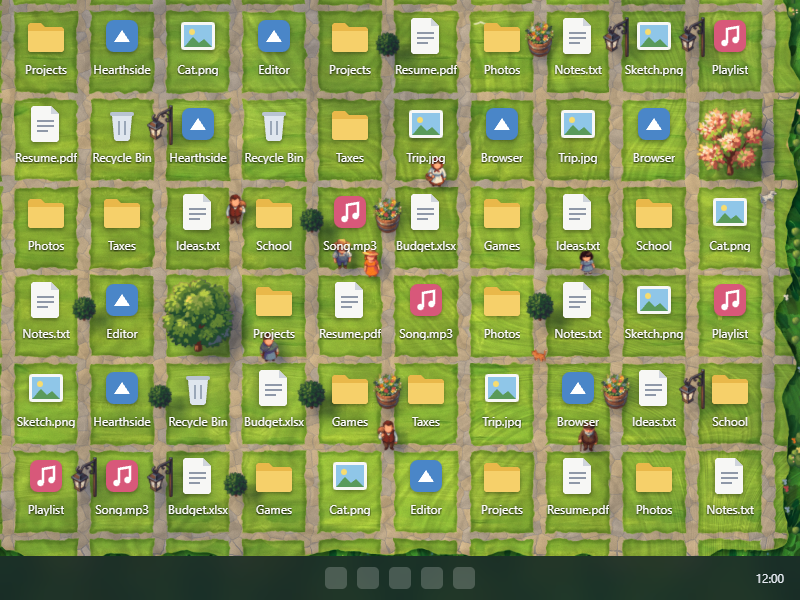 Projects Hearthside Cat.png Editor Projects Resume.pdf Photos Notes.txt Sketch.png Playlist
Resume.pdf Recycle Bin Hearthside Recycle Bin Taxes Trip.jpg Browser Trip.jpg Browser
Photos Taxes Ideas.txt School Song.mp3 Budget.xlsx Games Ideas.txt School Cat.png
Notes.txt Editor Projects Resume.pdf Song.mp3 Photos Notes.txt Sketch.png Playlist
Sketch.png Hearthside Recycle Bin Budget.xlsx Games Taxes Trip.jpg Browser Ideas.txt School
Playlist Song.mp3 Budget.xlsx Games Cat.png Editor Projects Resume.pdf Photos Notes.txt
12:00